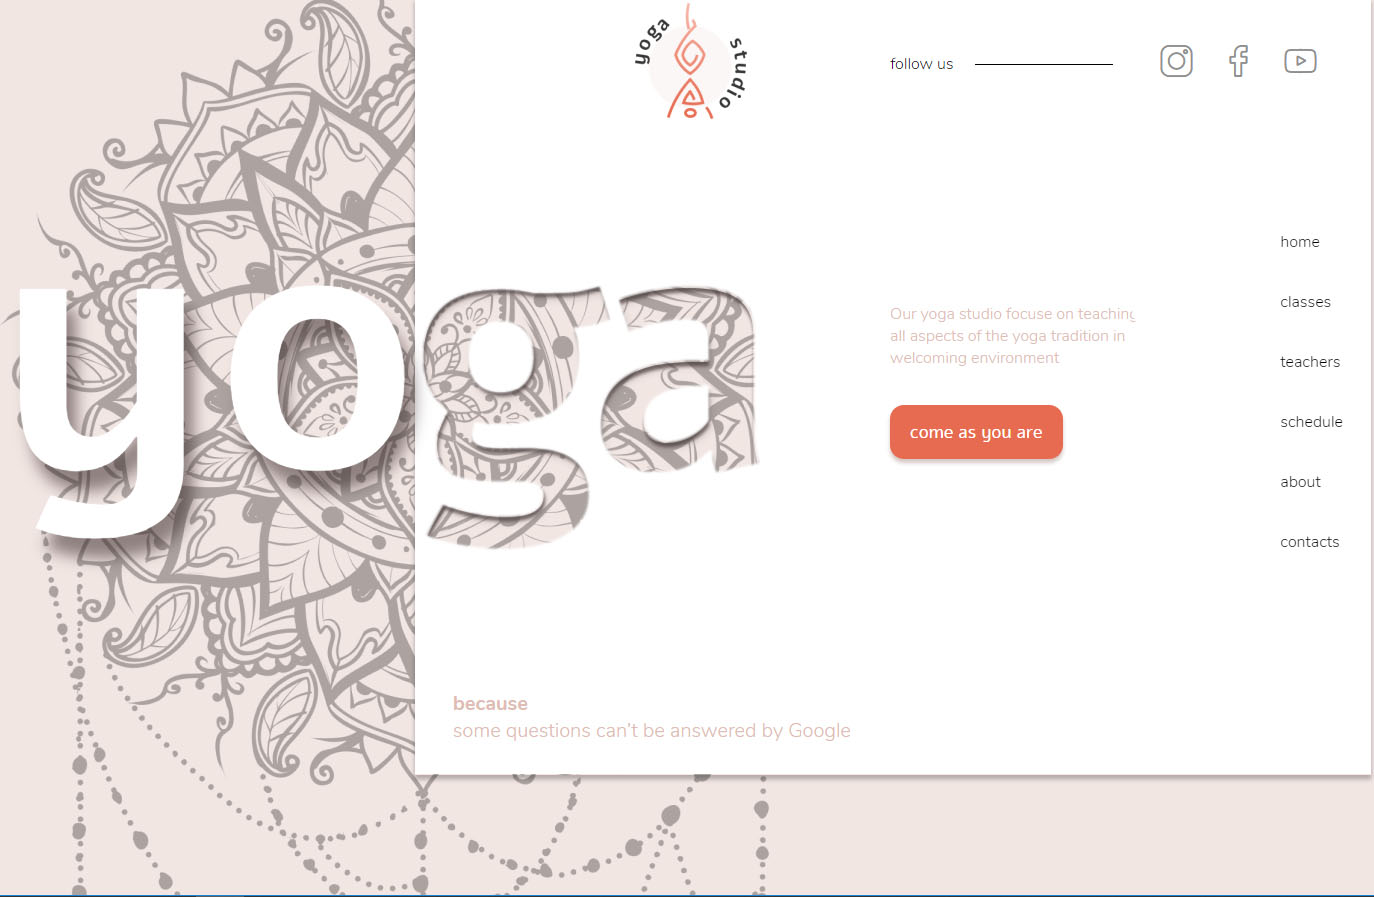 yoga studio
follow us
home
classes
teachers
schedule
about
contacts
yoga
Our yoga studio focus on teaching
all aspects of the yoga tradition in
welcoming environment
come as you are
because
some questions can't be answered by Google